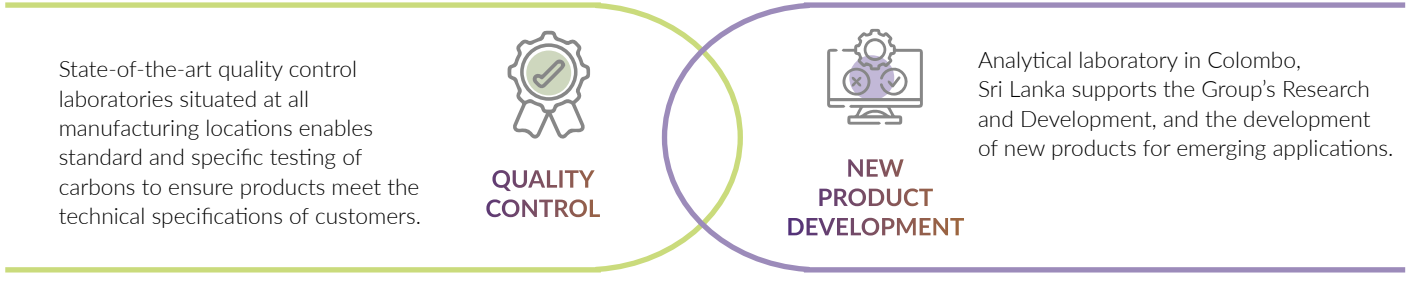 State-of-the-art quality control
laboratories situated at all
manufacturing locations enables
standard and specific testing of
carbons to ensure products meet the
technical specifications of customers.
QUALITY
CONTROL
NEW
PRODUCT
DEVELOPMENT
Analytical laboratory in Colombo,
Sri Lanka supports the Group’s Research
and Development, and the development
of new products for emerging applications.